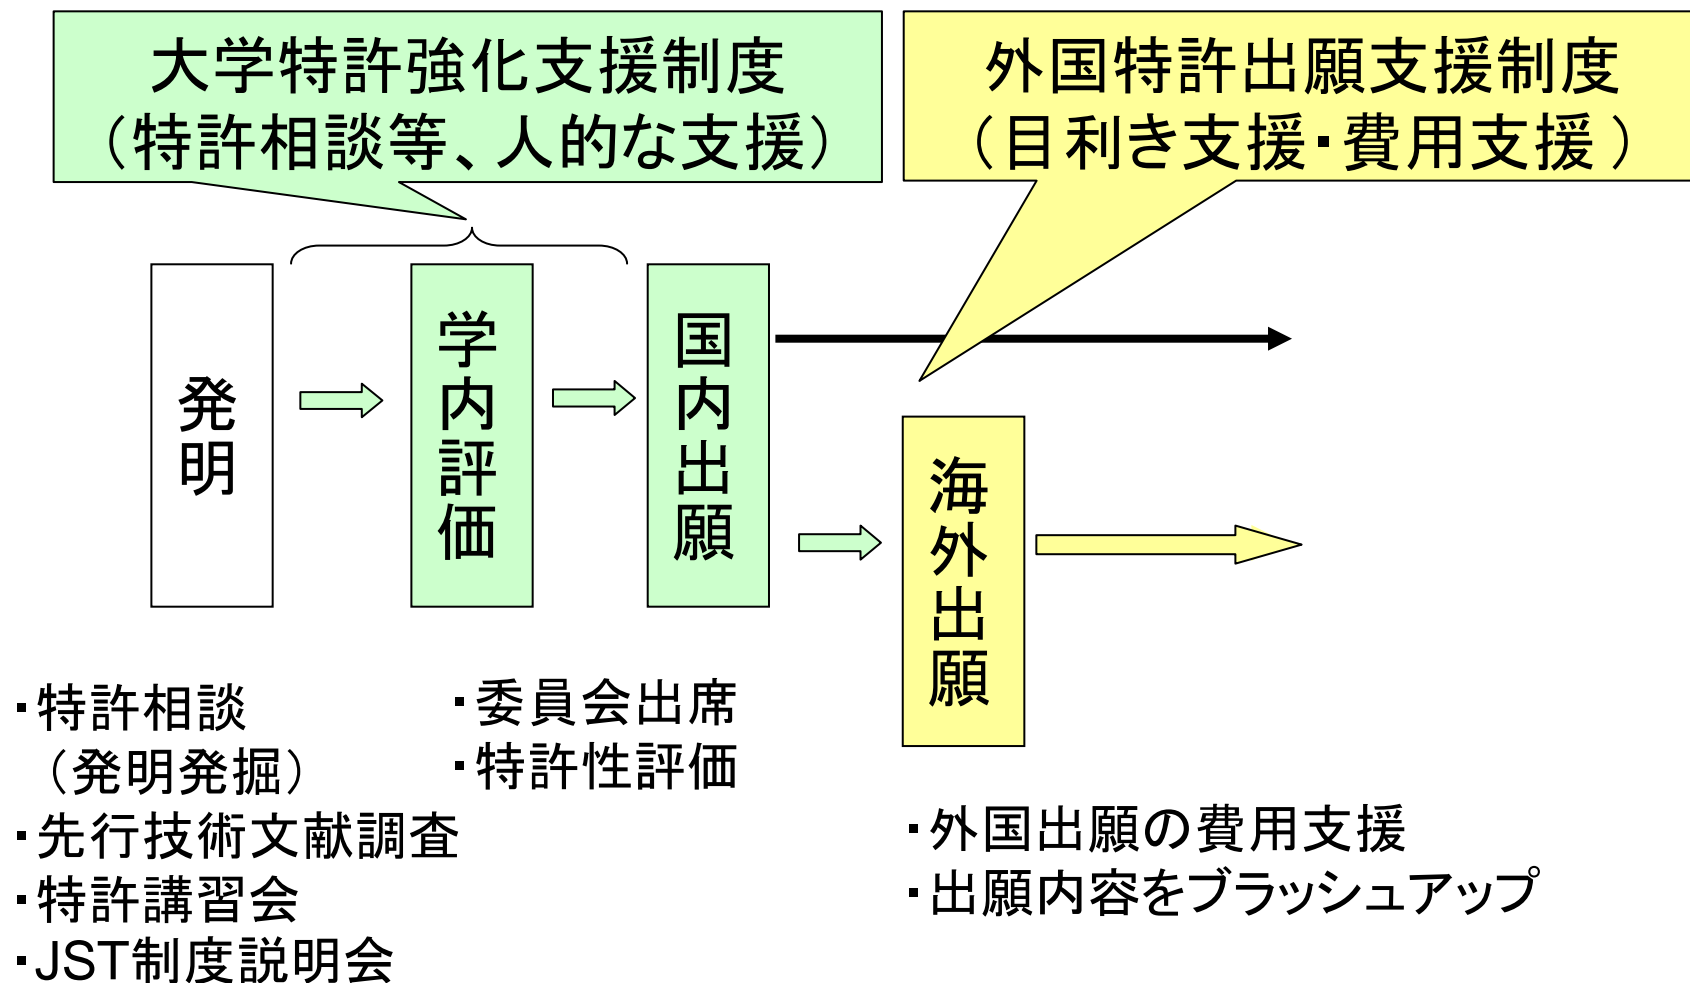 大学特許強化支援制度
（特許相談等、人的な支援）
外国特許出願支援制度
（目利き支援・費用支援）
発明
学内評価
国内出願
海外出願
・特許相談
（発明発掘）
・先行技術文献調査
・特許講習会
・JST制度説明会
・委員会出席
・特許性評価
・外国出願の費用支援
・出願内容をブラッシュアップ